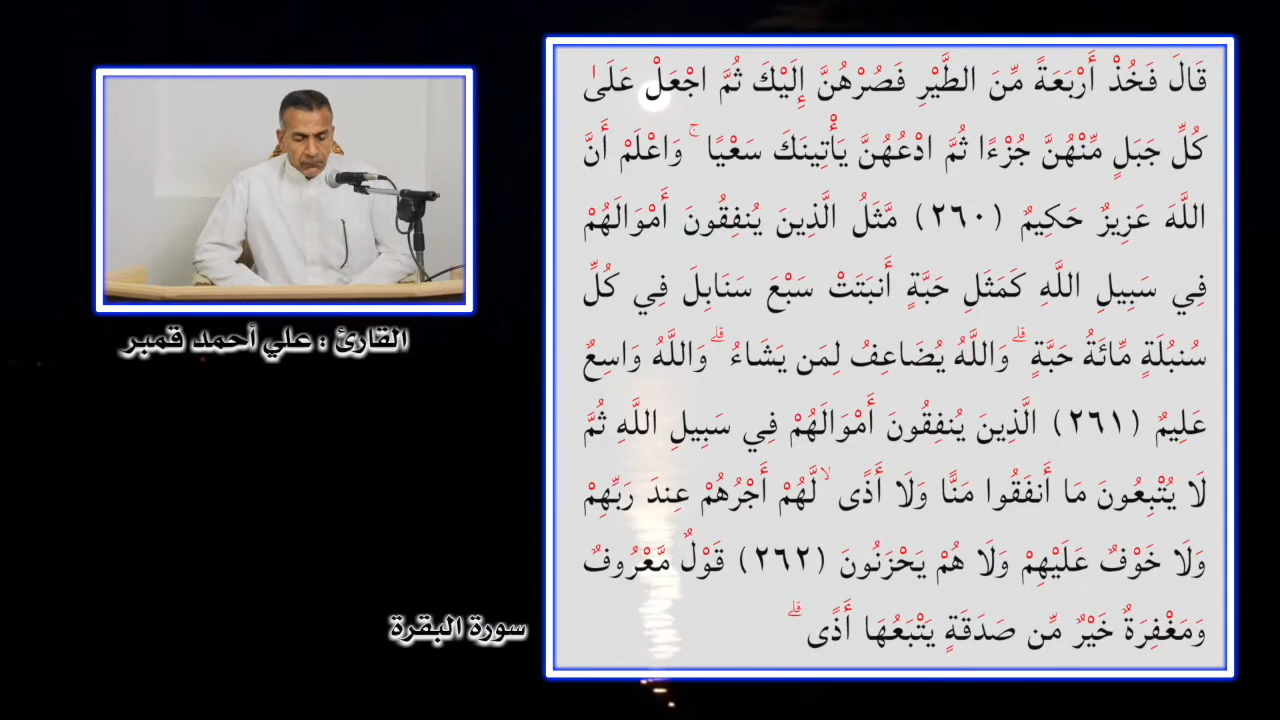 قَالَ فَخُذْ أَرْبَعَةً مِّنَ الطَّيْرِ فَصُرْهُنَّ إِلَيْكَ ثُمَّ اجْعَلْ عَلَىٰ
كُلِّ جَبَلٍ مِّنْهُنَّ جُزْءًا ثُمَّ ادْعُهُنَّ يَأْتِينَكَ سَعْيًا ۚ وَاعْلَمْ أَنَّ
اللَّهَ عَزِيزٌ حَكِيمٌ (٢٦٠) مَّثَلُ الَّذِينَ يُنفِقُونَ أَمْوَالَهُمْ
فِي سَبِيلِ اللَّهِ كَمَثَلِ حَبَّةٍ أَنبَتَتْ سَبْعَ سَنَابِلَ فِي كُلِّ
سُنبُلَةٍ مِّائَةُ حَبَّةٍ ۗ وَاللَّهُ يُضَاعِفُ لِمَن يَشَاءُ ۗ وَاللَّهُ وَاسِعٌ
عَلِيمٌ (٢٦١) الَّذِينَ يُنفِقُونَ أَمْوَالَهُمْ فِي سَبِيلِ اللَّهِ ثُمَّ
لَا يُتْبِعُونَ مَا أَنفَقُوا مَنًّا وَلَا أَذًى ۙ لَّهُمْ أَجْرُهُمْ عِندَ رَبِّهِمْ
وَلَا خَوْفٌ عَلَيْهِمْ وَلَا هُمْ يَحْزَنُونَ (٢٦٢) قَوْلٌ مَّعْرُوفٌ
وَمَغْفِرَةٌ خَيْرٌ مِّن صَدَقَةٍ يَتْبَعُهَا أَذًى ۗ
القارئ : علي أحمد قمبر
سورة البقرة